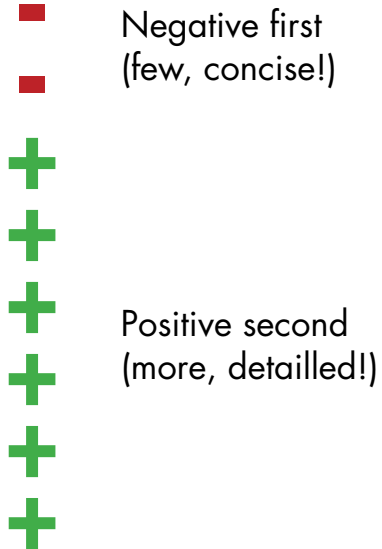 Negative first
(few, concise!)
Positive second
(more, detailled!)